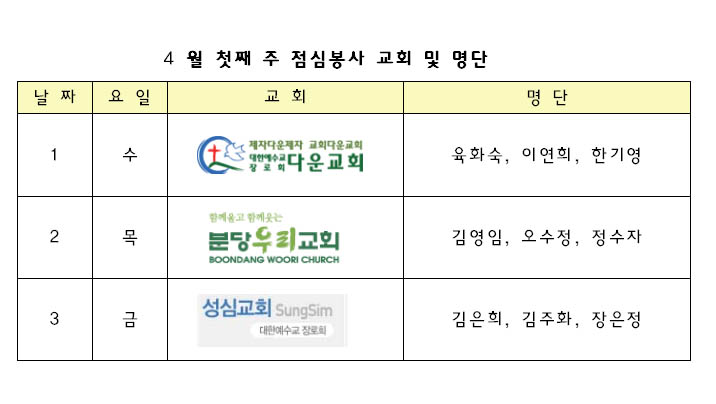 4 월 첫째 주 점심봉사 교회 및 명단
날 짜 요 일 교 회 명 단
1 수 제자다운제자 교회다운교회 대한예수교 장로회 다운교회 육화숙, 이연희, 한기영
2 목 함께울고 함께웃는 분당우리교회 BOONDANG WOORI CHURCH 김영임, 오수정, 정수자
3 금 성심교회 SungSim 대한예수교 장로회 김은희, 김주화, 장은정